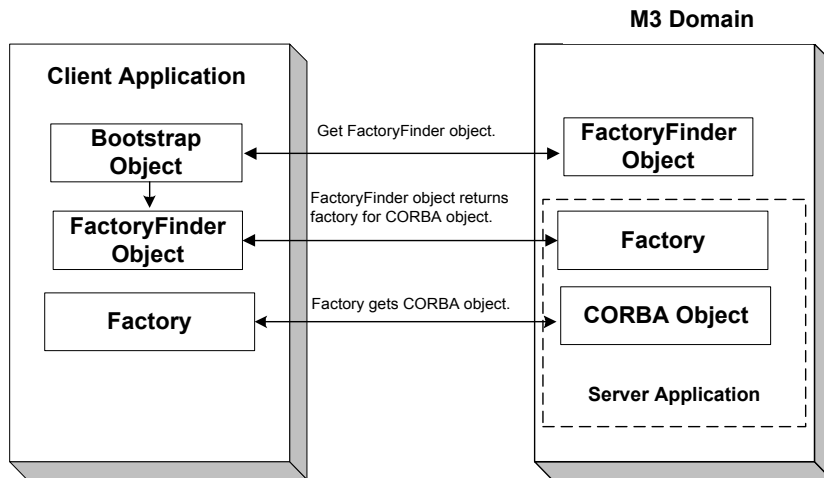 M3 Domain
Client Application
Bootstrap
Object
Get FactoryFinder object.
FactoryFinder
Object
FactoryFinder object returns
factory for CORBA object.
FactoryFinder
Object
Factory
Factory gets CORBA object.
Factory
CORBA Object
Server Application